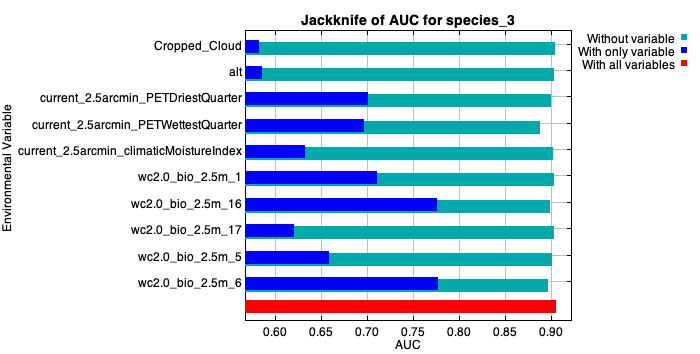 Jackknife of AUC for species_3
Without variable
With only variable
With all variables
Environmental Variable
Cropped_Cloud
alt
current_2.5arcmin_PETDriestQuarter
current_2.5arcmin_PETWettestQuarter
current_2.5arcmin_climaticMoistureIndex
wc2.0_bio_2.5m_1
wc2.0_bio_2.5m_16
wc2.0_bio_2.5m_17
wc2.0_bio_2.5m_5
wc2.0_bio_2.5m_6
0.60 0.65 0.70 0.75 0.80 0.85 0.90
AUC